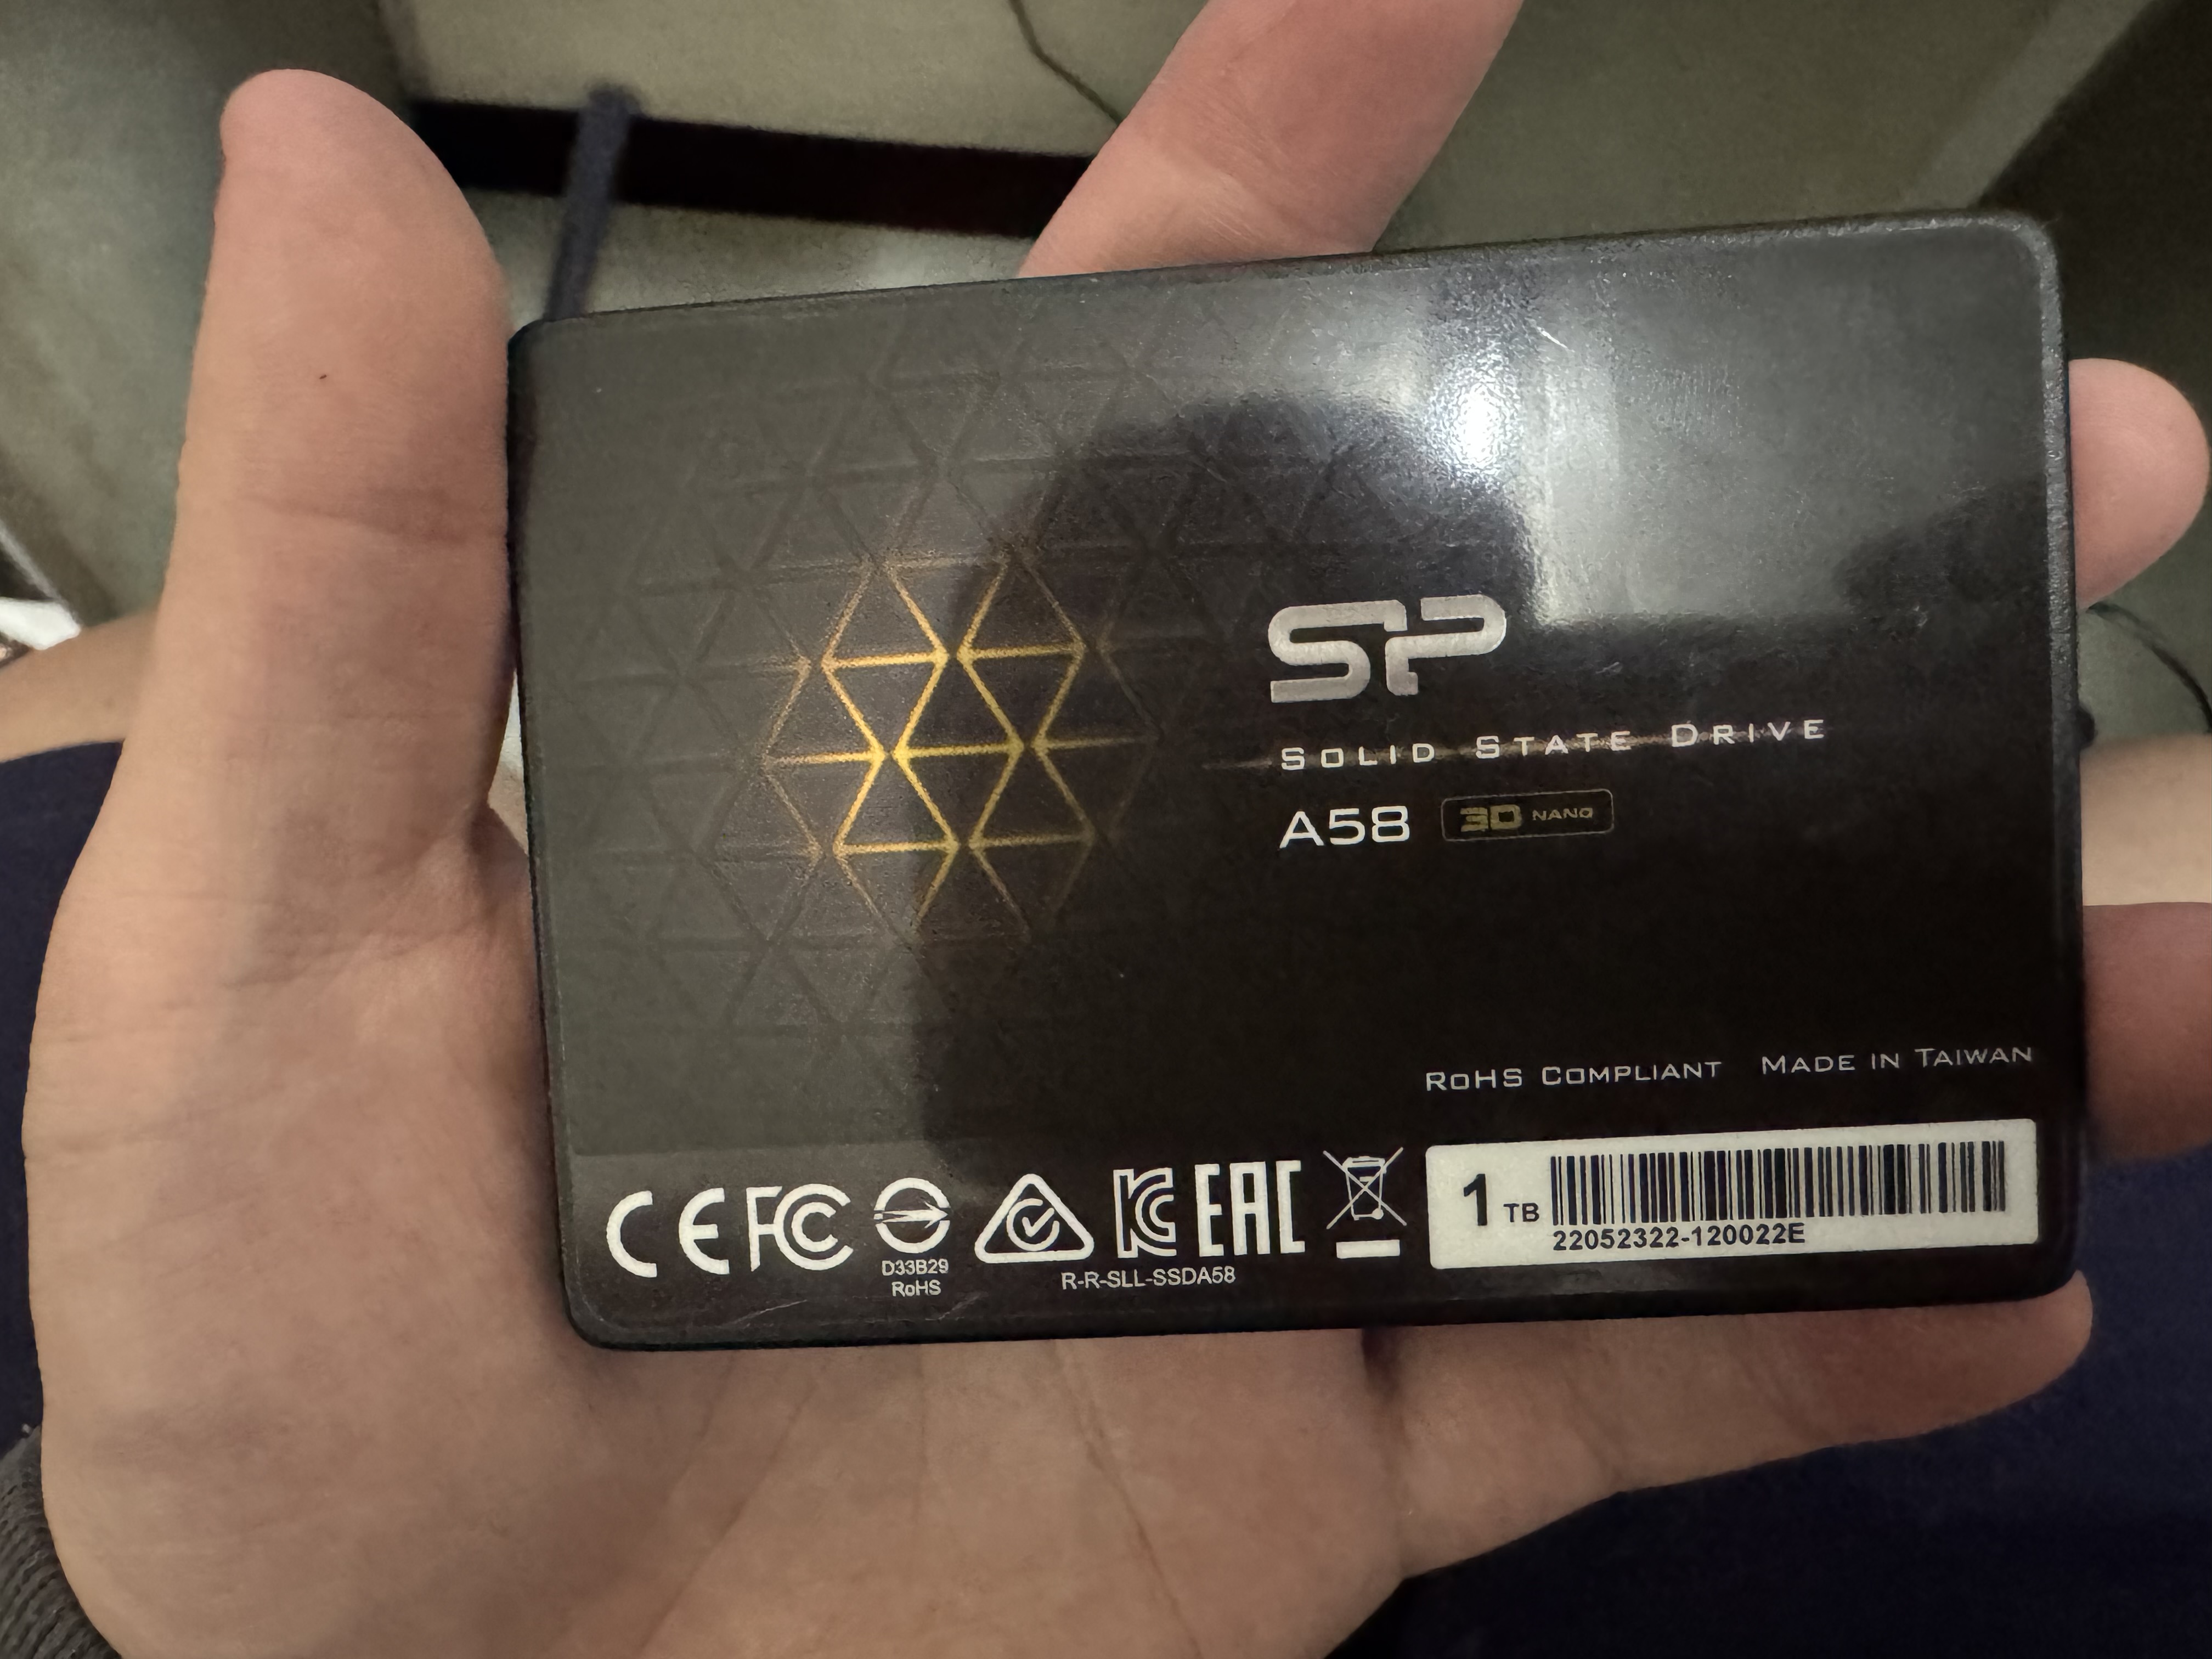 SP
SOLID STATE DRIVE
A58 3D NANO
RoHS COMPLIANT MADE IN TAIWAN
CE FC KC EAC
D33B29
RoHS
R-R-SLL-SSDA58
1 TB
22052322-120022E